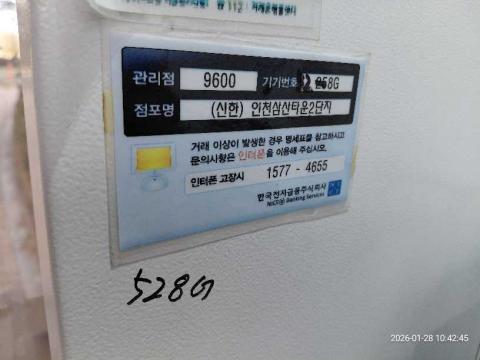 관리점 9600 기기번호 258G
점포명 (신한) 인천삼산타운2단지
거래 이상이 발생한 경우 명세표를 참고하시고
문의사항은 인터폰을 이용해 주십시오.
인터폰 고장시 1577 - 4655
한국전자금융주식회사
NICE Banking Services
528G
2026-01-28 10:42:45